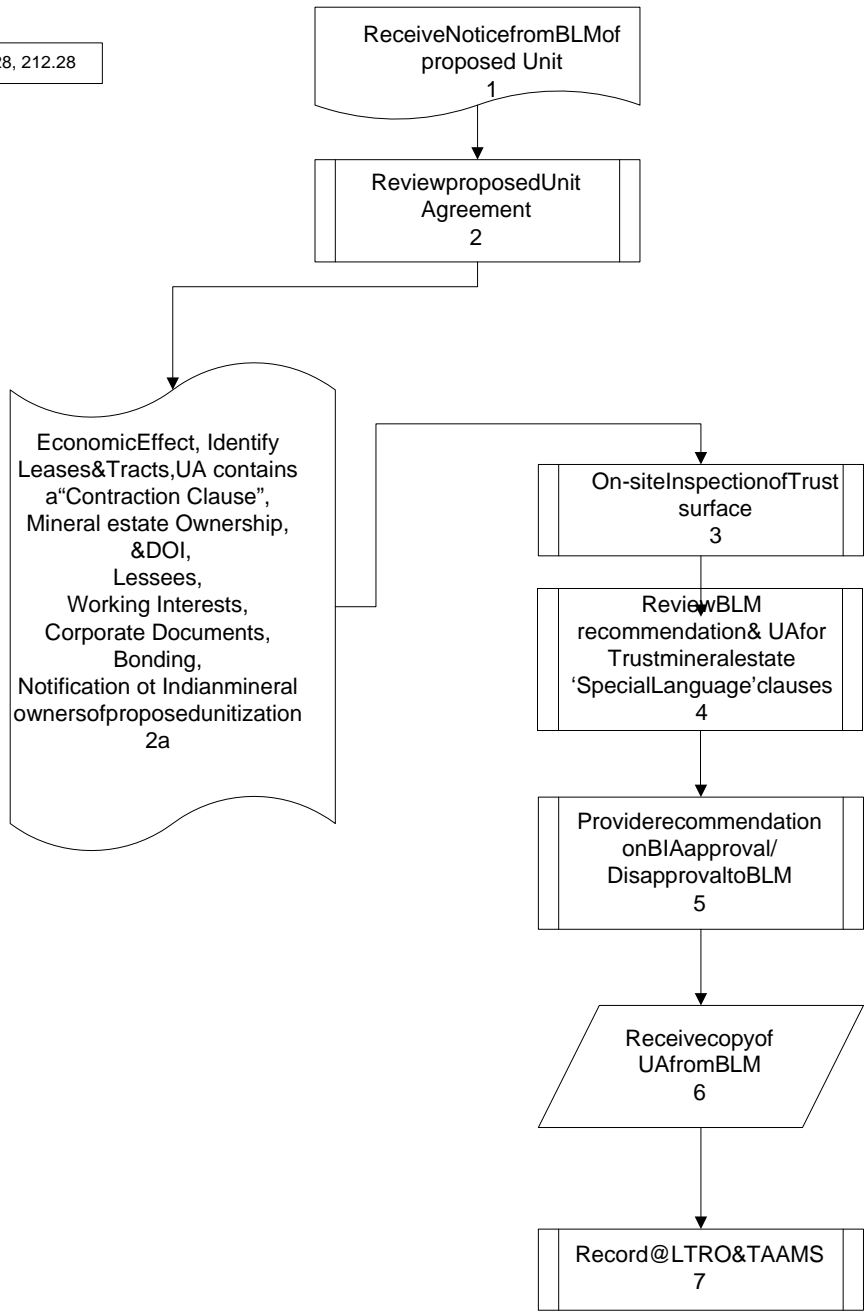 8, 212.28
ReceiveNoticefromBLMof
proposed Unit
1
ReviewproposedUnit
Agreement
2
EconomicEffect, Identify
Leases&Tracts,UA contains
a“Contraction Clause”,
Mineral estate Ownership,
&DOI,
Lessees,
Working Interests,
Corporate Documents,
Bonding,
Notification ot Indianmineral
ownersofproposedunitization
2a
On-siteInspectionofTrust
surface
3
ReviewBLM
recommendation& UAfor
Trustmineralestate
‘SpecialLanguage’clauses
4
Providerecommendation
onBIAapproval/
DisapprovaltoBLM
5
Receivecopyof
UAfromBLM
6
Record@LTRO&TAAMS
7